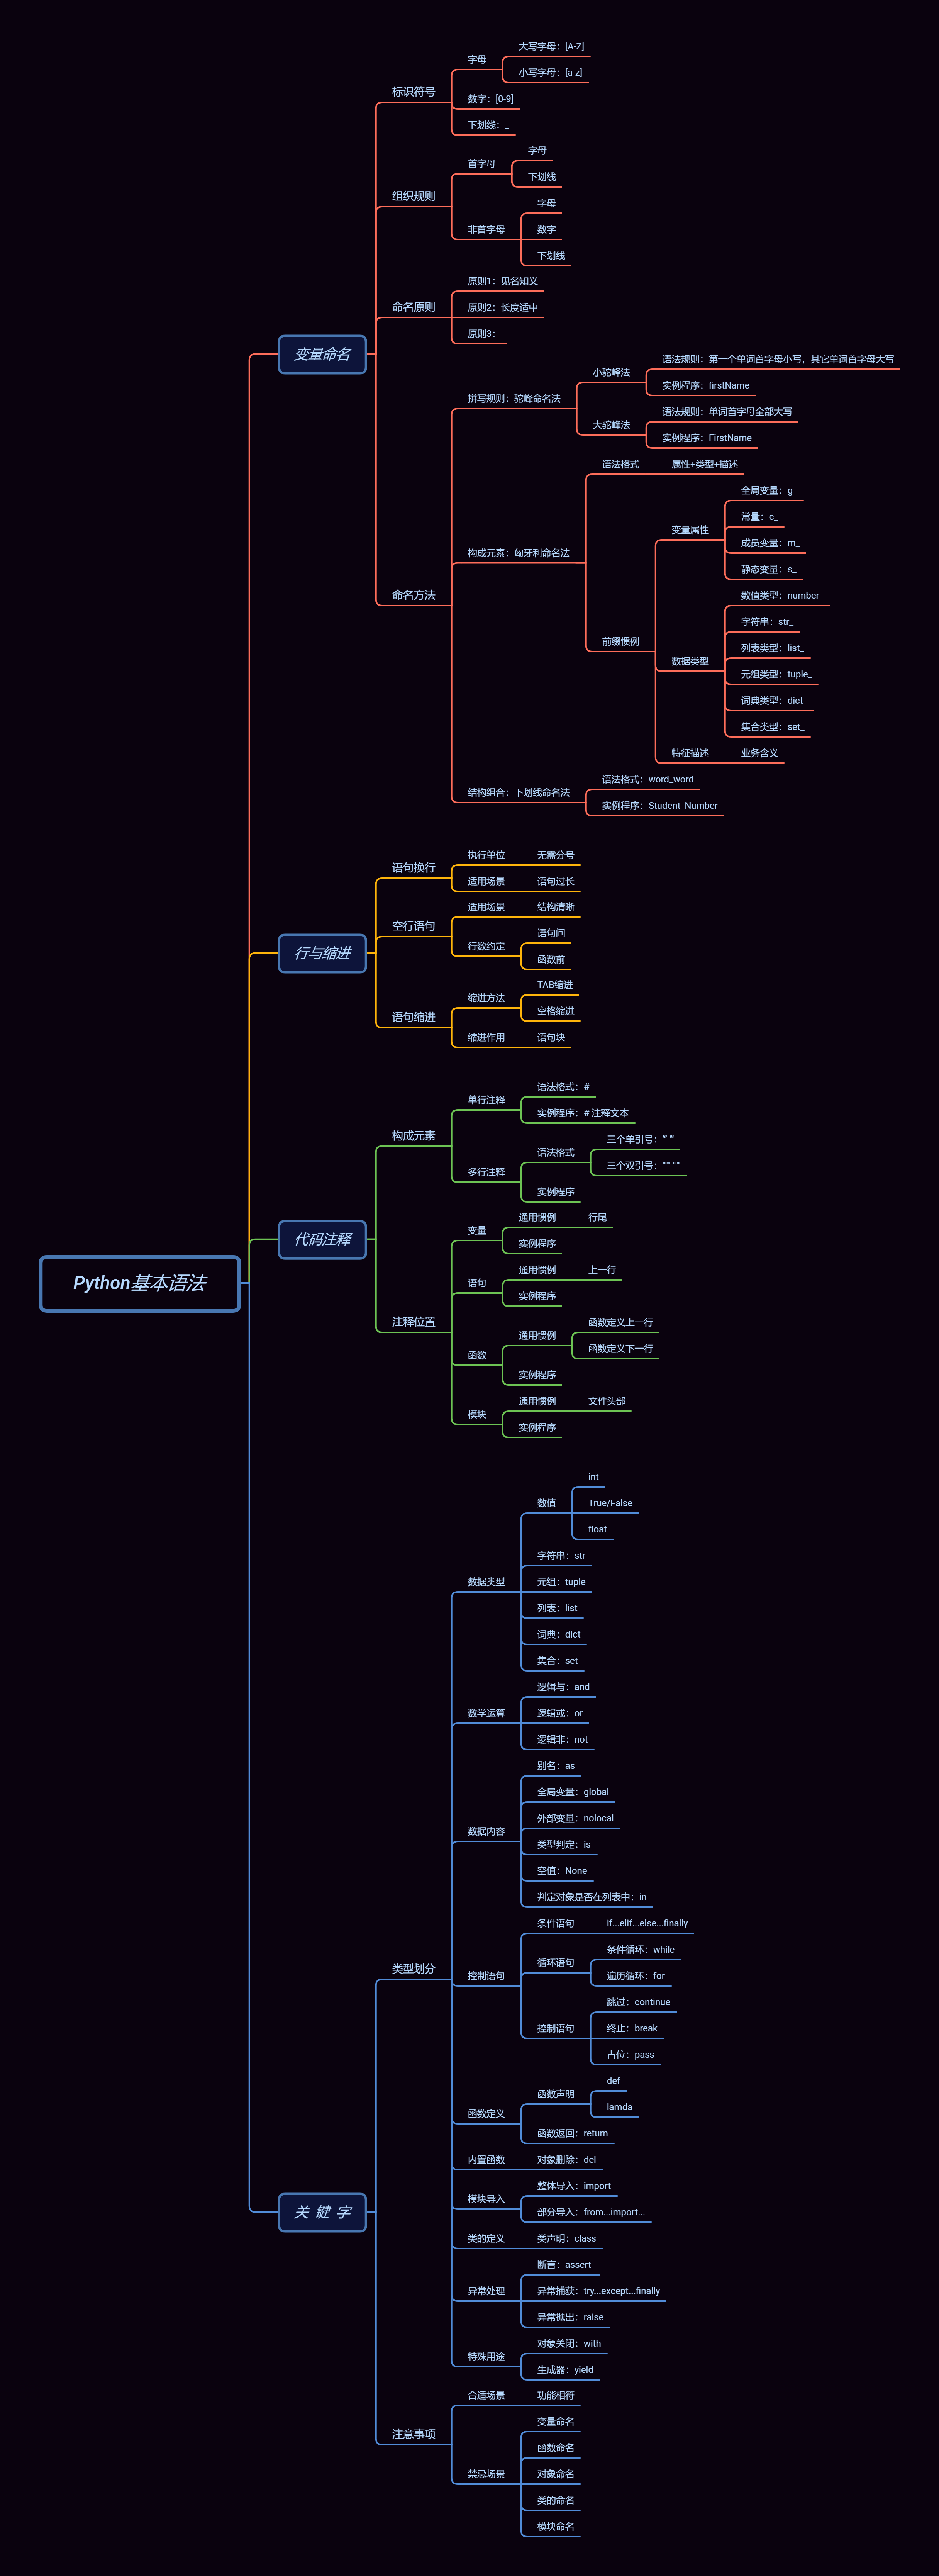 Python基本语法
变量命名
标识符号
字母
大写字母：[A-Z]
小写字母：[a-z]
数字：[0-9]
下划线：_
组织规则
首字母
字母
下划线
非首字母
字母
数字
下划线
命名原则
原则1：见名知义
原则2：长度适中
原则3：
命名方法
拼写规则：驼峰命名法
小驼峰法
语法规则：第一个单词首字母小写，其它单词首字母大写
实例程序：firstName
大驼峰法
语法规则：单词首字母全部大写
实例程序：FirstName
构成元素：匈牙利命名法
语法格式
属性+类型+描述
前缀惯例
变量属性
全局变量：g_
常量：c_
成员变量：m_
静态变量：s_
数据类型
数值类型：number_
字符串：str_
列表类型：list_
元组类型：tuple_
词典类型：dict_
集合类型：set_
特征描述
业务含义
结构组合：下划线命名法
语法格式：word_word
实例程序：Student_Number
行与缩进
语句换行
执行单位
无需分号
适用场景
语句过长
空行语句
适用场景
结构清晰
行数约定
语句间
函数前
语句缩进
缩进方法
TAB缩进
空格缩进
缩进作用
语句块
代码注释
构成元素
单行注释
语法格式：#
实例程序：# 注释文本
多行注释
语法格式
三个单引号：''' '''
三个双引号：""" """
实例程序
注释位置
变量
通用惯例
行尾
实例程序
语句
通用惯例
上一行
实例程序
函数
通用惯例
函数定义上一行
函数定义下一行
实例程序
模块
通用惯例
文件头部
实例程序
关 键 字
类型划分
数据类型
数值
int
True/False
float
字符串：str
元组：tuple
列表：list
词典：dict
集合：set
数学运算
逻辑与：and
逻辑或：or
逻辑非：not
数据内容
别名：as
全局变量：global
外部变量：nolocal
类型判定：is
空值：None
判定对象是否在列表中：in
控制语句
条件语句
if...elif...else...finally
循环语句
条件循环：while
遍历循环：for
控制语句
跳过：continue
终止：break
占位：pass
函数定义
函数声明
def
lamda
函数返回：return
内置函数
对象删除：del
模块导入
整体导入：import
部分导入：from...import...
类的定义
类声明：class
异常处理
断言：assert
异常捕获：try...except...finally
异常抛出：raise
特殊用途
对象关闭：with
生成器：yield
注意事项
合适场景
功能相符
禁忌场景
变量命名
函数命名
对象命名
类的命名
模块命名